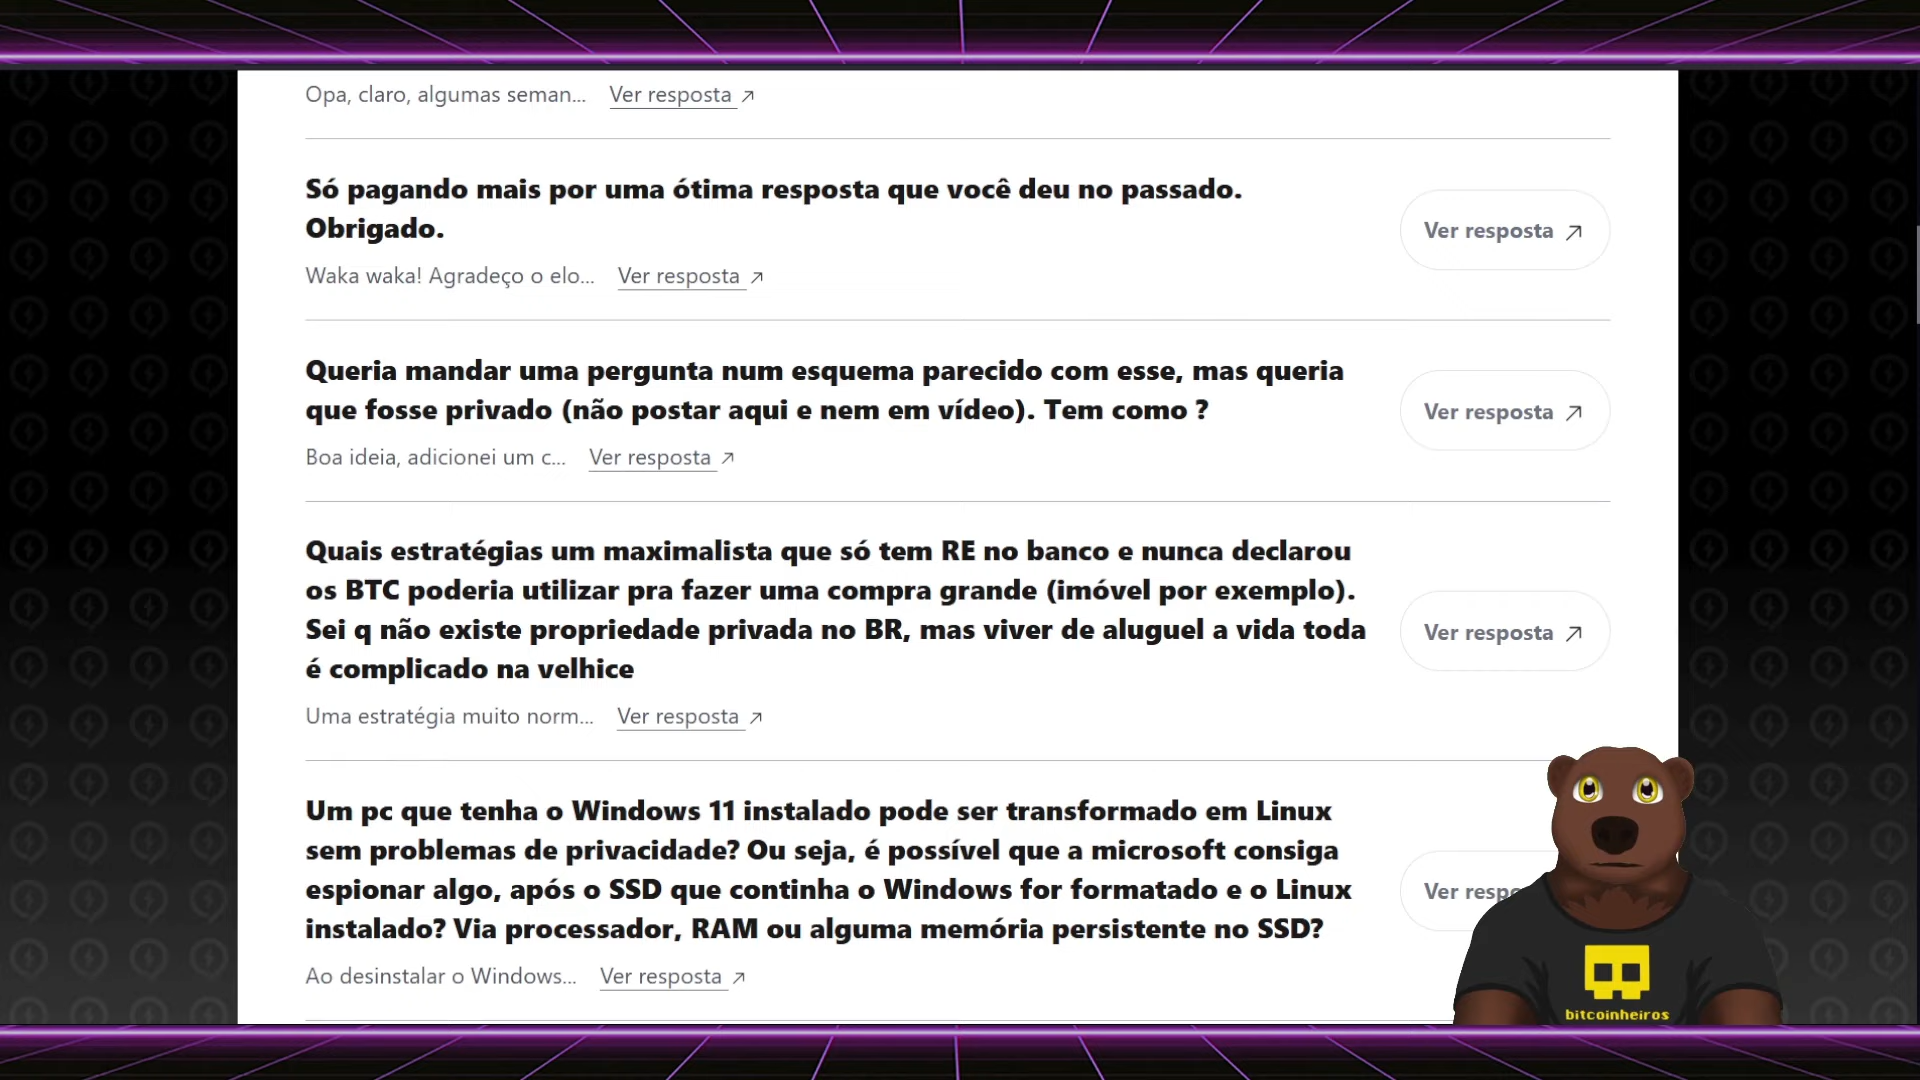 Opa, claro, algumas seman... Ver resposta ↗
Só pagando mais por uma ótima resposta que você deu no passado.
Obrigado.
Ver resposta ↗
Waka waka! Agradeço o elo... Ver resposta ↗
Queria mandar uma pergunta num esquema parecido com esse, mas queria
que fosse privado (não postar aqui e nem em vídeo). Tem como ?
Ver resposta ↗
Boa ideia, adicionei um c... Ver resposta ↗
Quais estratégias um maximalista que só tem RE no banco e nunca declarou
os BTC poderia utilizar pra fazer uma compra grande (imóvel por exemplo).
Sei q não existe propriedade privada no BR, mas viver de aluguel a vida toda
é complicado na velhice
Ver resposta ↗
Uma estratégia muito norm... Ver resposta ↗
Um pc que tenha o Windows 11 instalado pode ser transformado em Linux
sem problemas de privacidade? Ou seja, é possível que a microsoft consiga
espionar algo, após o SSD que continha o Windows for formatado e o Linux
instalado? Via processador, RAM ou alguma memória persistente no SSD?
Ver respo
Ao desinstalar o Windows... Ver resposta ↗
bitcoinheiros